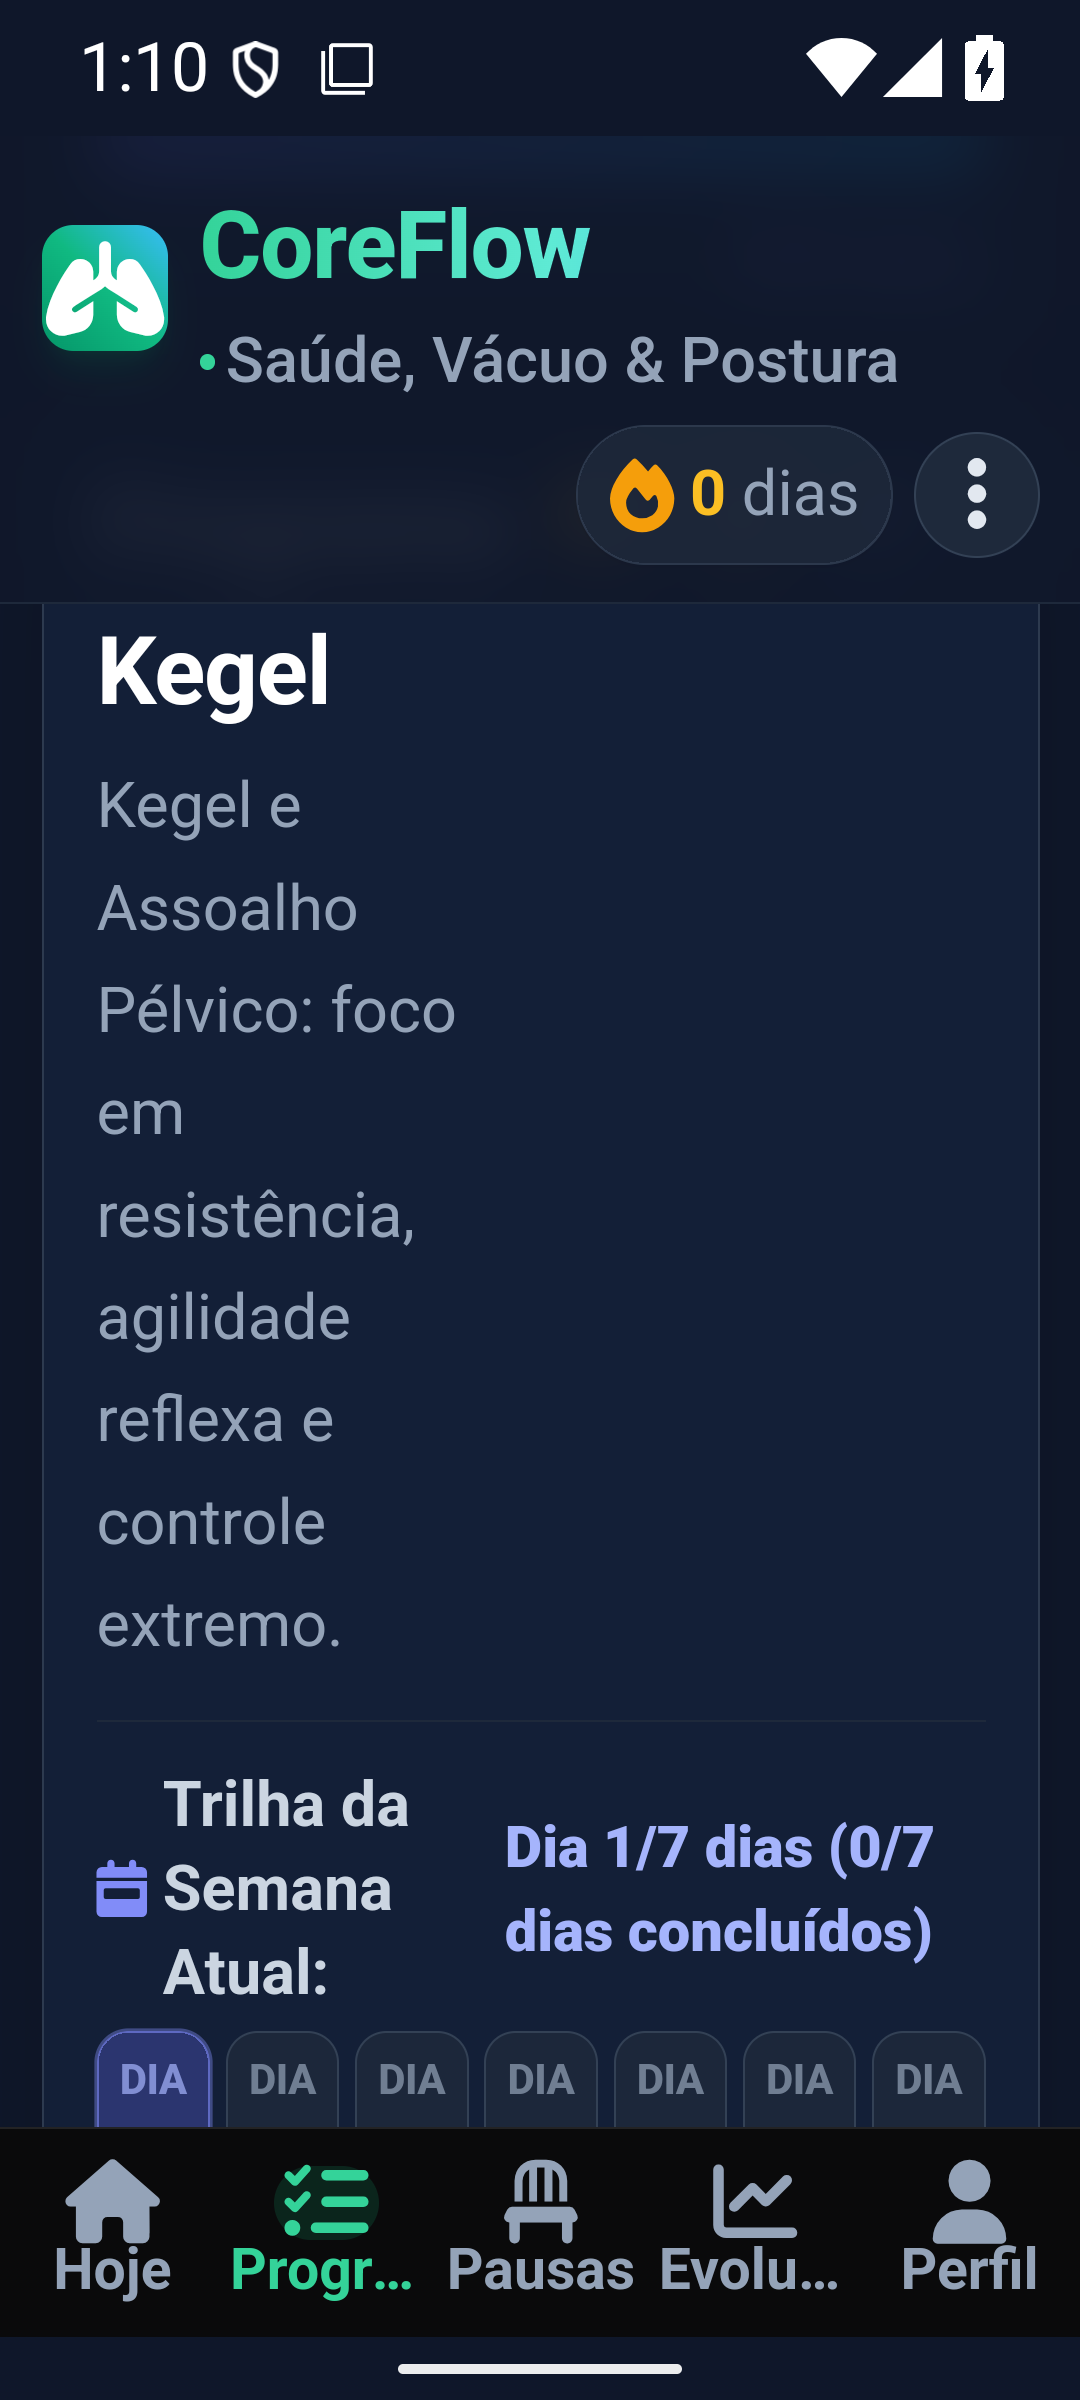 1:10
CoreFlow
• Saúde, Vácuo & Postura
0 dias
Kegel
Kegel e
Assoalho
Pélvico: foco
em
resistência,
agilidade
reflexa e
controle
extremo.
Trilha da
Semana
Atual:
Dia 1/7 dias (0/7
dias concluídos)
DIA DIA DIA DIA DIA DIA DIA
Hoje Progr... Pausas Evolu... Perfil